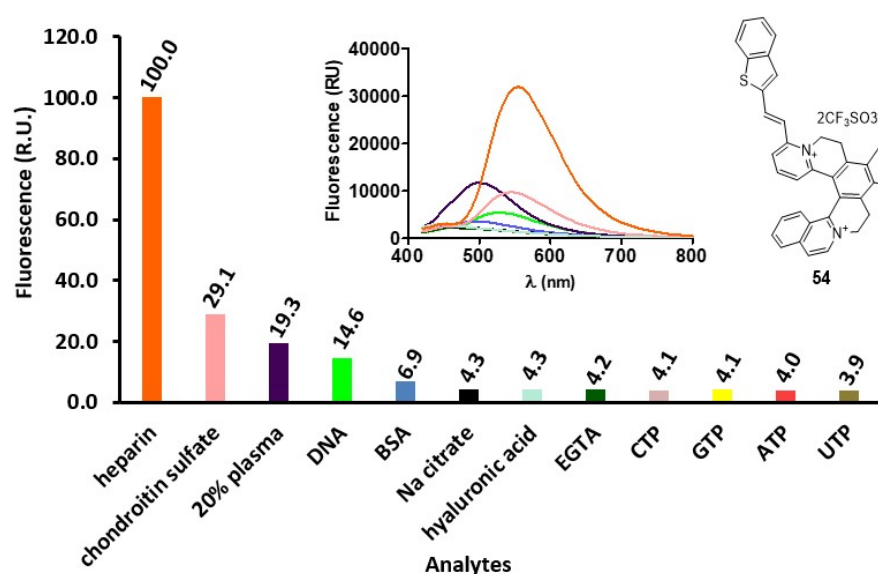 Fluorescence (R.U.)
120.0
100.0
80.0
60.0
40.0
20.0
0.0
100.0
29.1
19.3
14.6
6.9
4.3
4.3
4.2
4.1
4.1
4.0
3.9
heparin
chondroitin sulfate
20% plasma
DNA
BSA
Na citrate
hyaluronic acid
EGTA
CTP
GTP
ATP
UTP
Analytes
Fluorescence (RU)
40000
30000
20000
10000
0
400
500
600
700
800
λ (nm)
S
2CF₃SO3
N⁺
N⁺
54